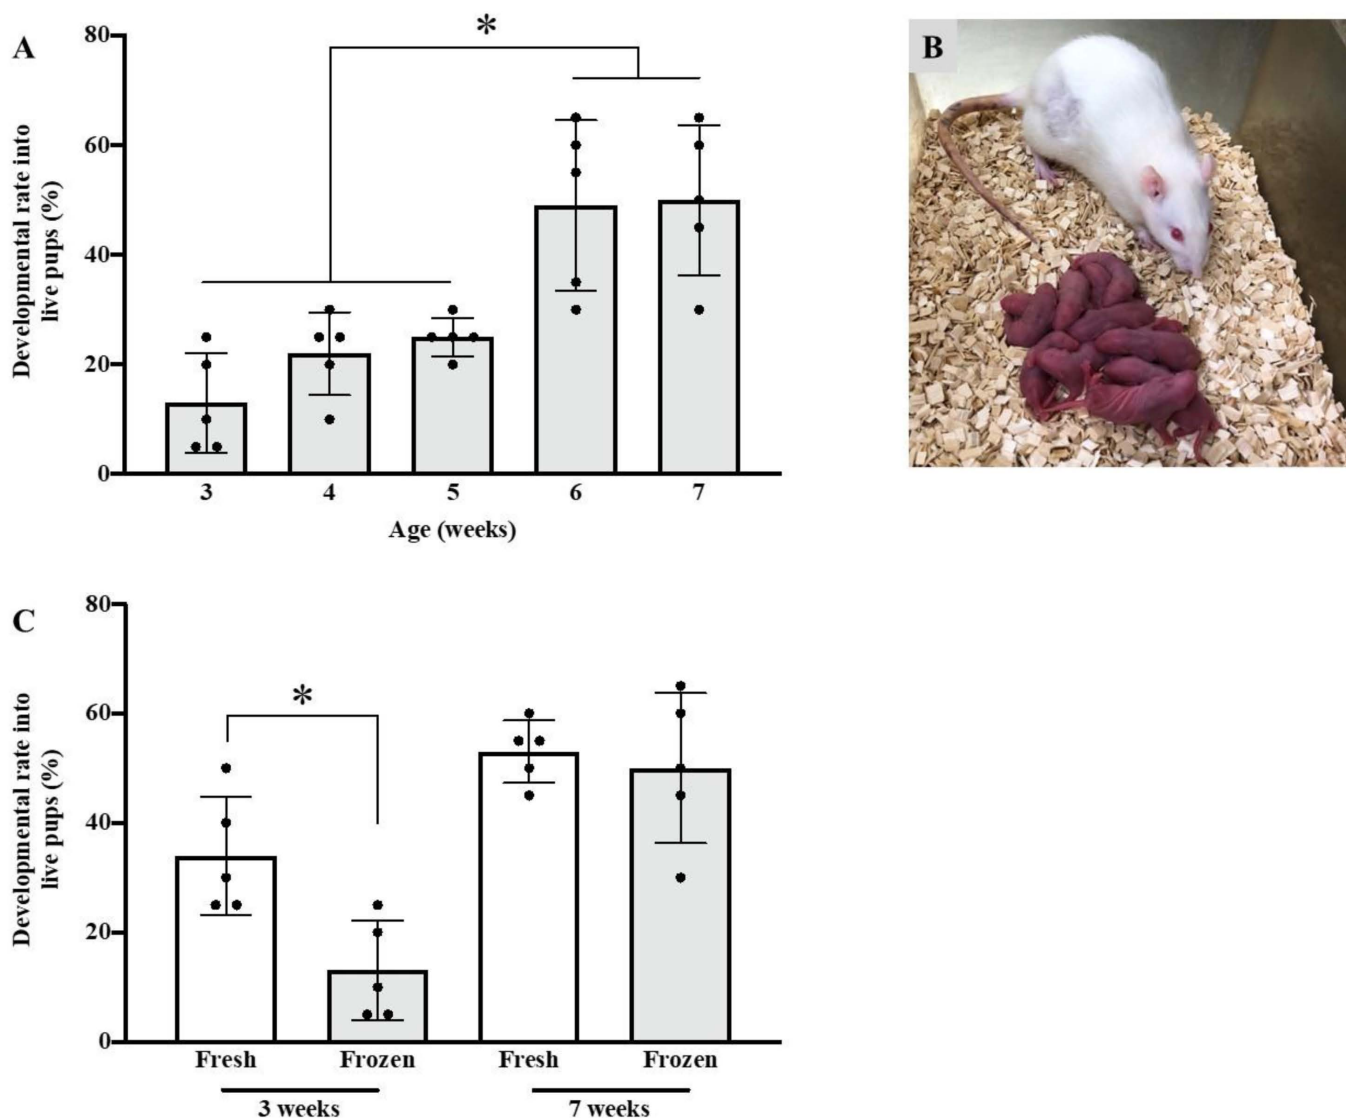 A
Developmental rate into
live pups (%)
80
60
40
20
0
*
3 4 5 6 7
Age (weeks)
B
C
Developmental rate into
live pups (%)
80
60
40
20
0
*
Fresh Frozen Fresh Frozen
3 weeks 7 weeks